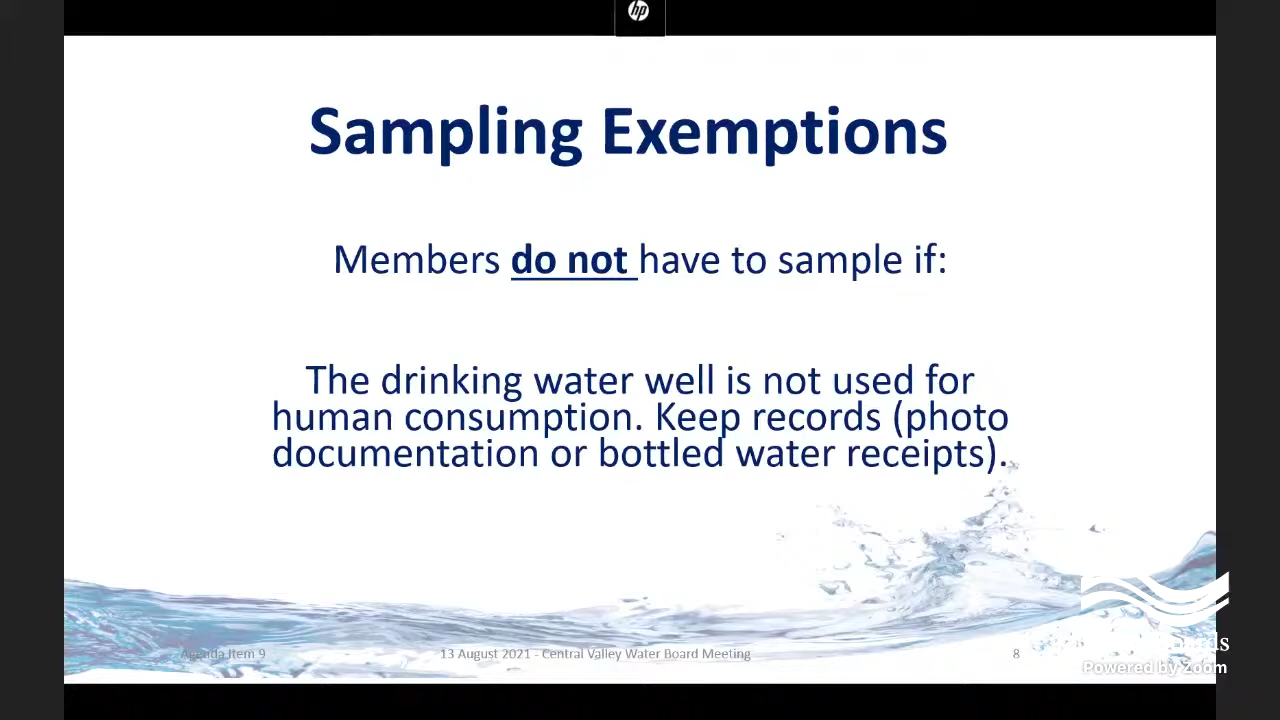 hp
Sampling Exemptions
Members do not have to sample if:
The drinking water well is not used for
human consumption. Keep records (photo
documentation or bottled water receipts).
Agenda Item 9
13 August 2021 - Central Valley Water Board Meeting
8
Powered by Zoom